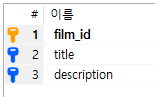 # 이름
1 film_id
2 title
3 description